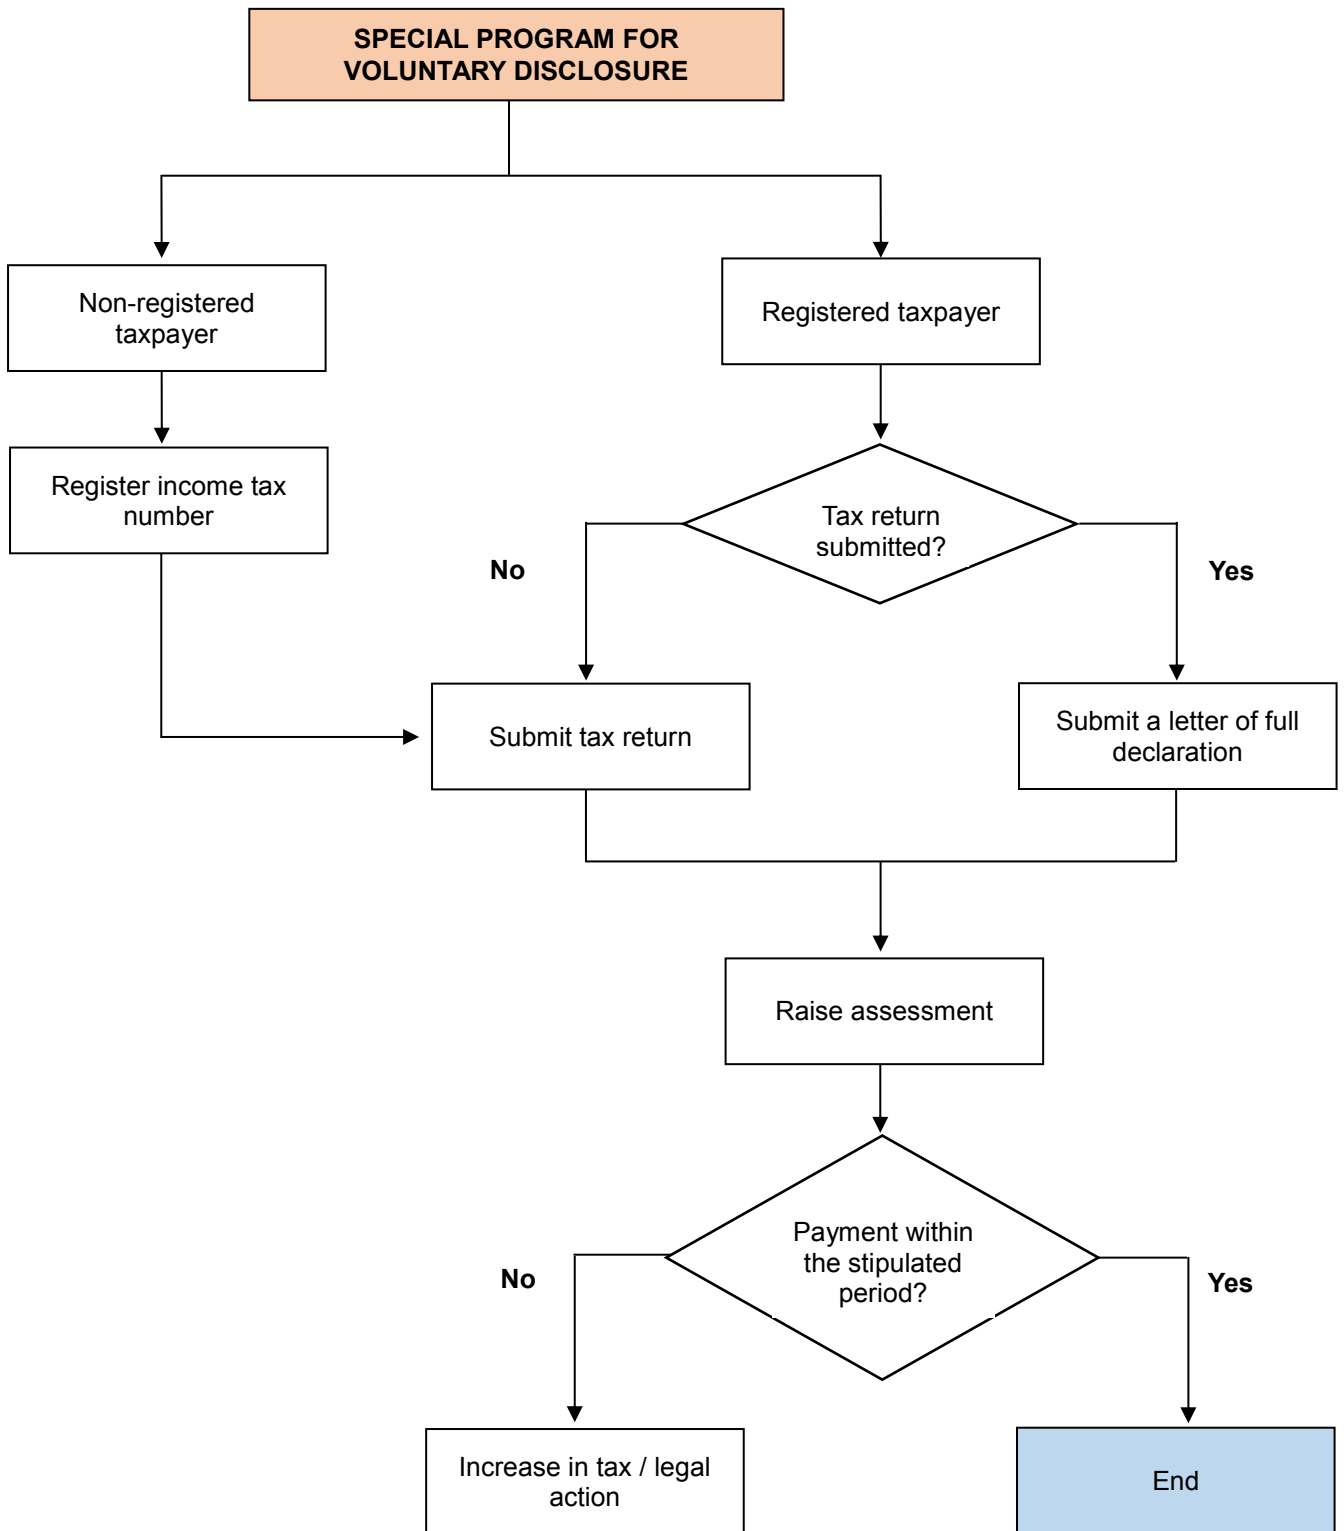 SPECIAL PROGRAM FOR
VOLUNTARY DISCLOSURE
Non-registered
taxpayer
Registered taxpayer
Register income tax
number
Tax return
submitted?
No
Yes
Submit tax return
Submit a letter of full
declaration
Raise assessment
Payment within
the stipulated
period?
No
Yes
Increase in tax / legal
action
End